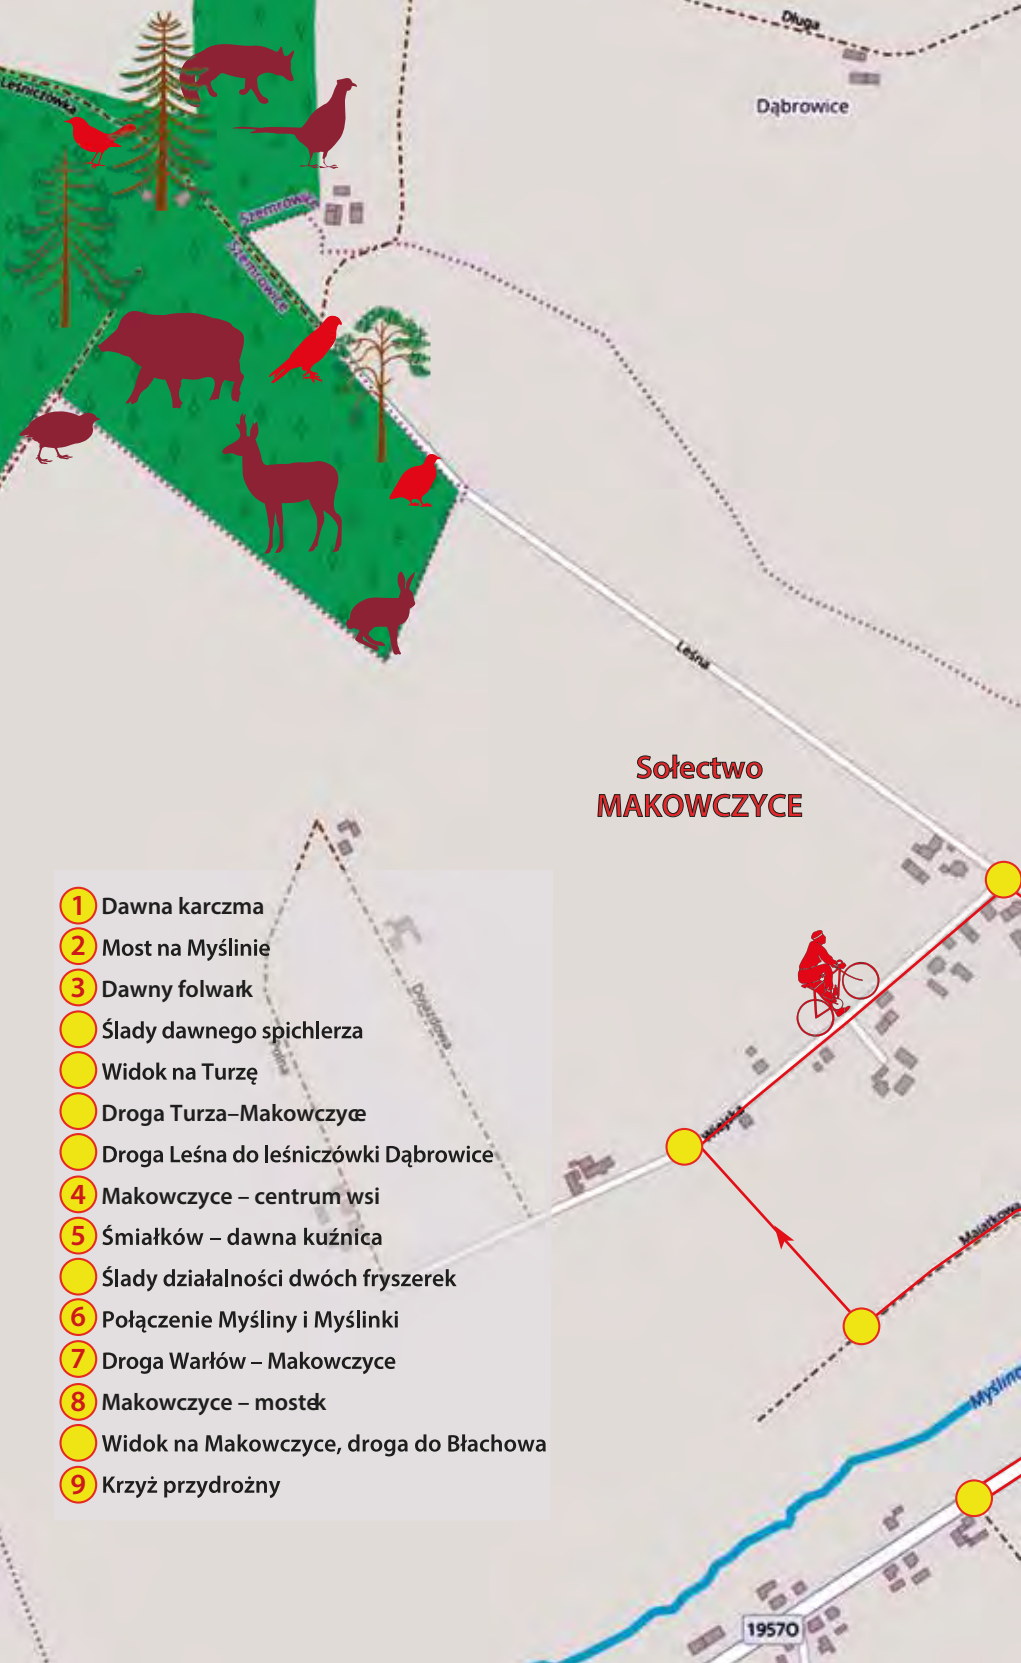 Długa
Dąbrowice
Leśniczówka
Szemrowice
Szemrowice
Leśna
Sołectwo
MAKOWCZYCE
1 Dawna karczma
2 Most na Myślinie
3 Dawny folwark
Ślady dawnego spichlerza
Widok na Turzę
Droga Turza–Makowczyce
Droga Leśna do leśniczówki Dąbrowice
4 Makowczyce – centrum wsi
5 Śmiałków – dawna kuźnica
Ślady działalności dwóch fryszerek
6 Połączenie Myśliny i Myślinki
7 Droga Warłów – Makowczyce
8 Makowczyce – mostek
Widok na Makowczyce, droga do Błachowa
9 Krzyż przydrożny
Dojazdowa
Polna
Wiejska
Majątkowa
Myślina
1957O